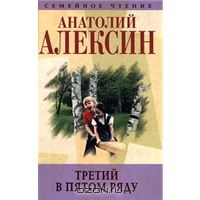 СЕМЕЙНОЕ ЧТЕНИЕ
АНАТОЛИЙ
АЛЕКСИН
ТРЕТИЙ
В ПЯТОМ РЯДУ